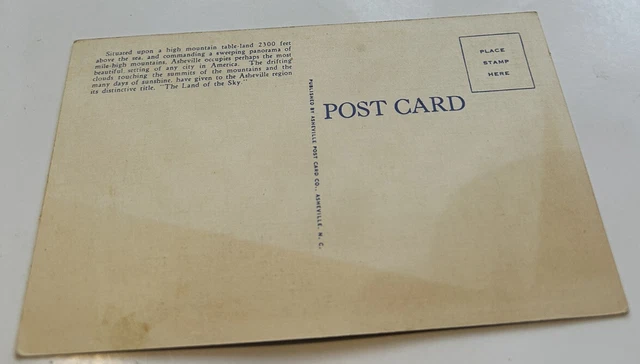 Situated upon a high mountain table-land 2300 feet
above the sea, and commanding a sweeping panorama of
mile-high mountains, Asheville occupies perhaps the most
beautiful setting of any city in America. The drifting
clouds touching the summits of the mountains and the
many days of sunshine, have given to the Asheville region
its distinctive title, "The Land of the Sky."
PUBLISHED BY ASHEVILLE POST CARD CO., ASHEVILLE, N. C.
POST CARD
PLACE
STAMP
HERE